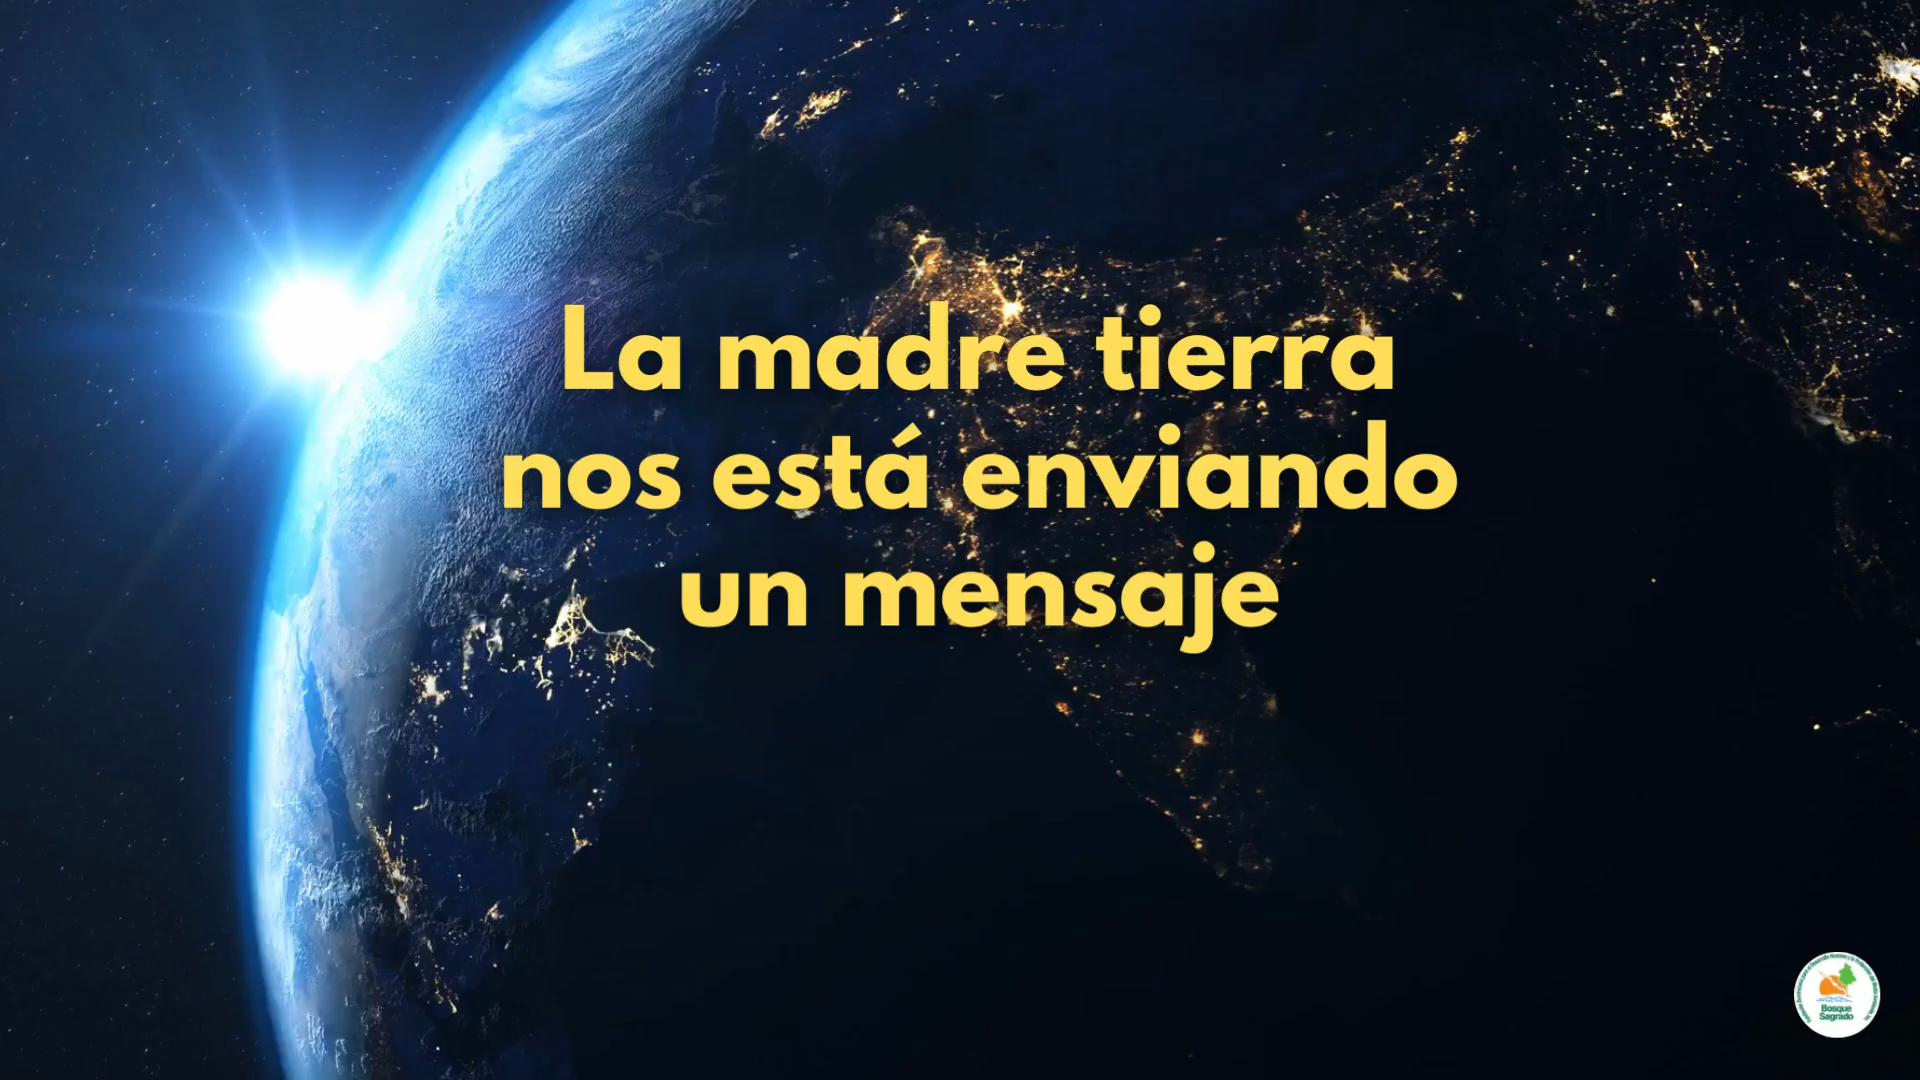 La madre tierra
nos está enviando
un mensaje
Bosque
Sagrado